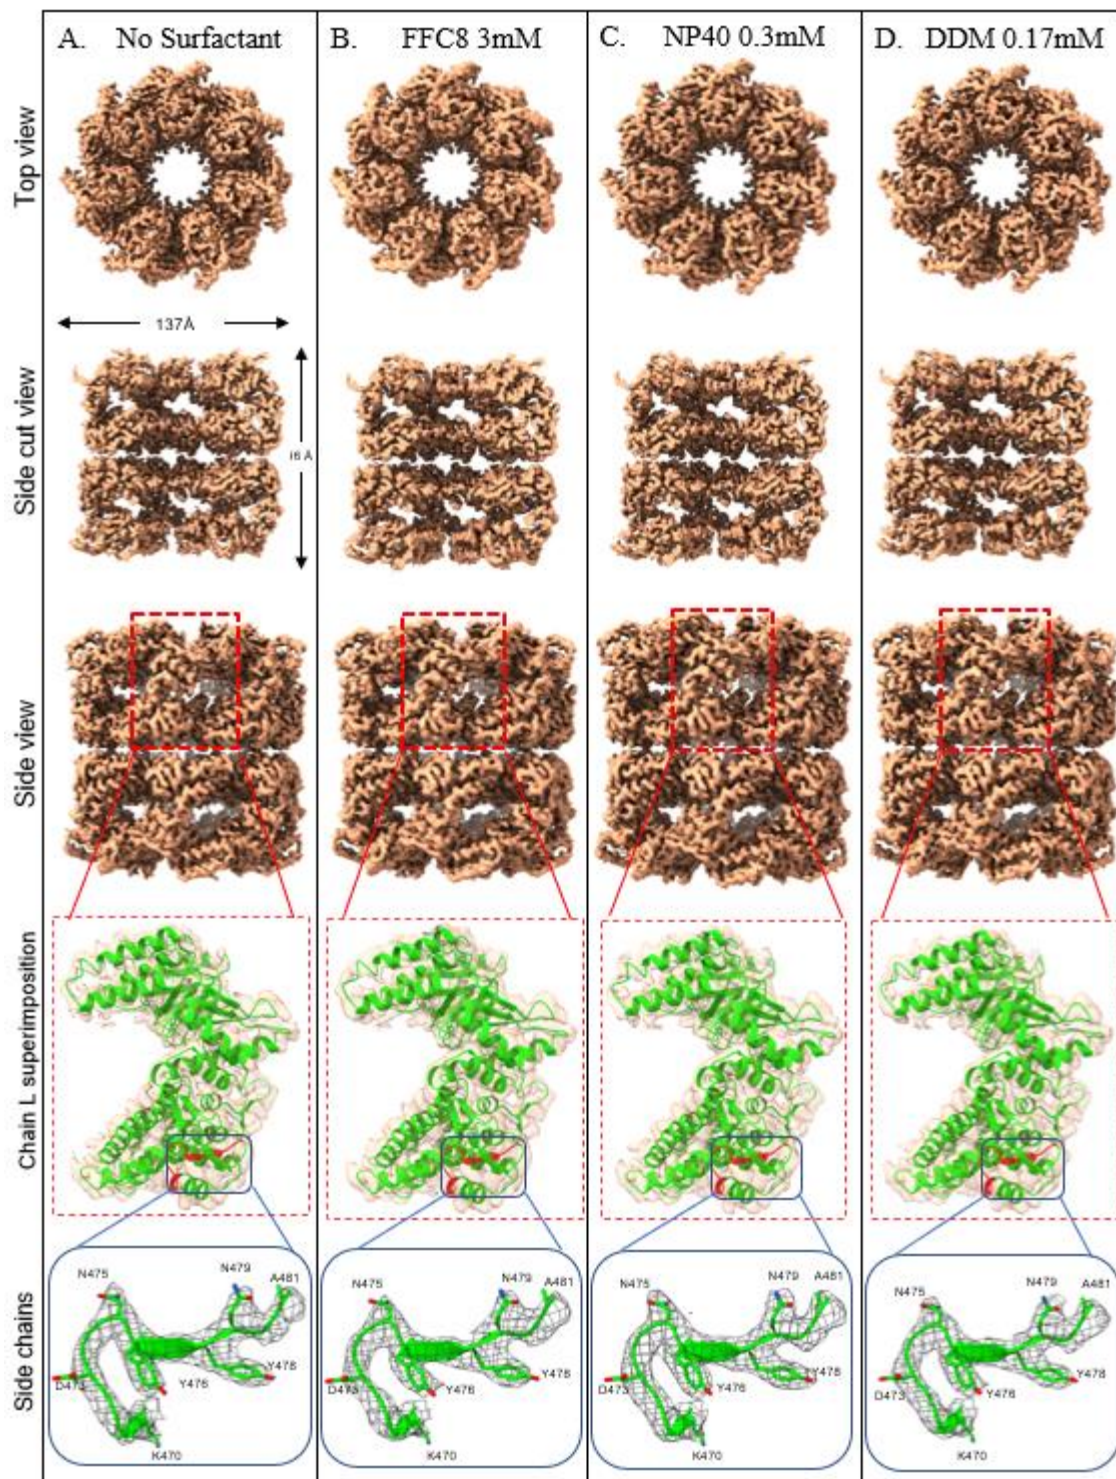 A. No Surfactant
B. FFC8 3mM
C. NP40 0.3mM
D. DDM 0.17mM
Top view
137Å
Side cut view
Å
Side view
Chain L superimposition
Side chains
N475
N479
A481
D473
Y476
Y478
K470
N475
N479
A481
D473
Y476
Y478
K470
N475
N479
A481
D473
Y476
Y478
K470
N475
N479
A481
D473
Y476
Y478
K470